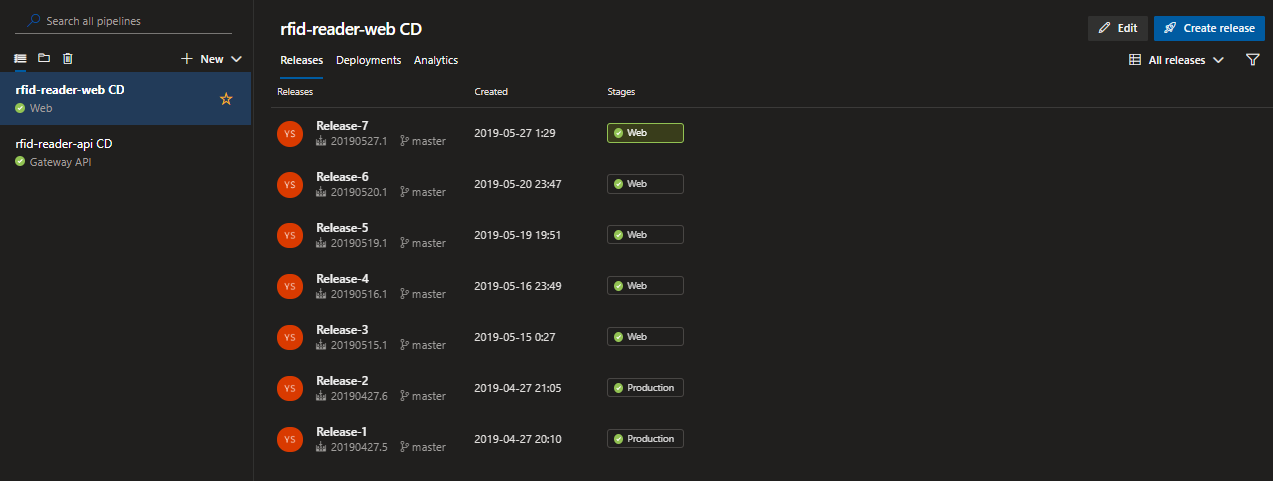 Search all pipelines
New
rfid-reader-web CD
Web
rfid-reader-api CD
Gateway API
rfid-reader-web CD
Edit
Create release
Releases Deployments Analytics
All releases
Releases Created Stages
YS Release-7
20190527.1 master 2019-05-27 1:29 Web
YS Release-6
20190520.1 master 2019-05-20 23:47 Web
YS Release-5
20190519.1 master 2019-05-19 19:51 Web
YS Release-4
20190516.1 master 2019-05-16 23:49 Web
YS Release-3
20190515.1 master 2019-05-15 0:27 Web
YS Release-2
20190427.6 master 2019-04-27 21:05 Production
YS Release-1
20190427.5 master 2019-04-27 20:10 Production